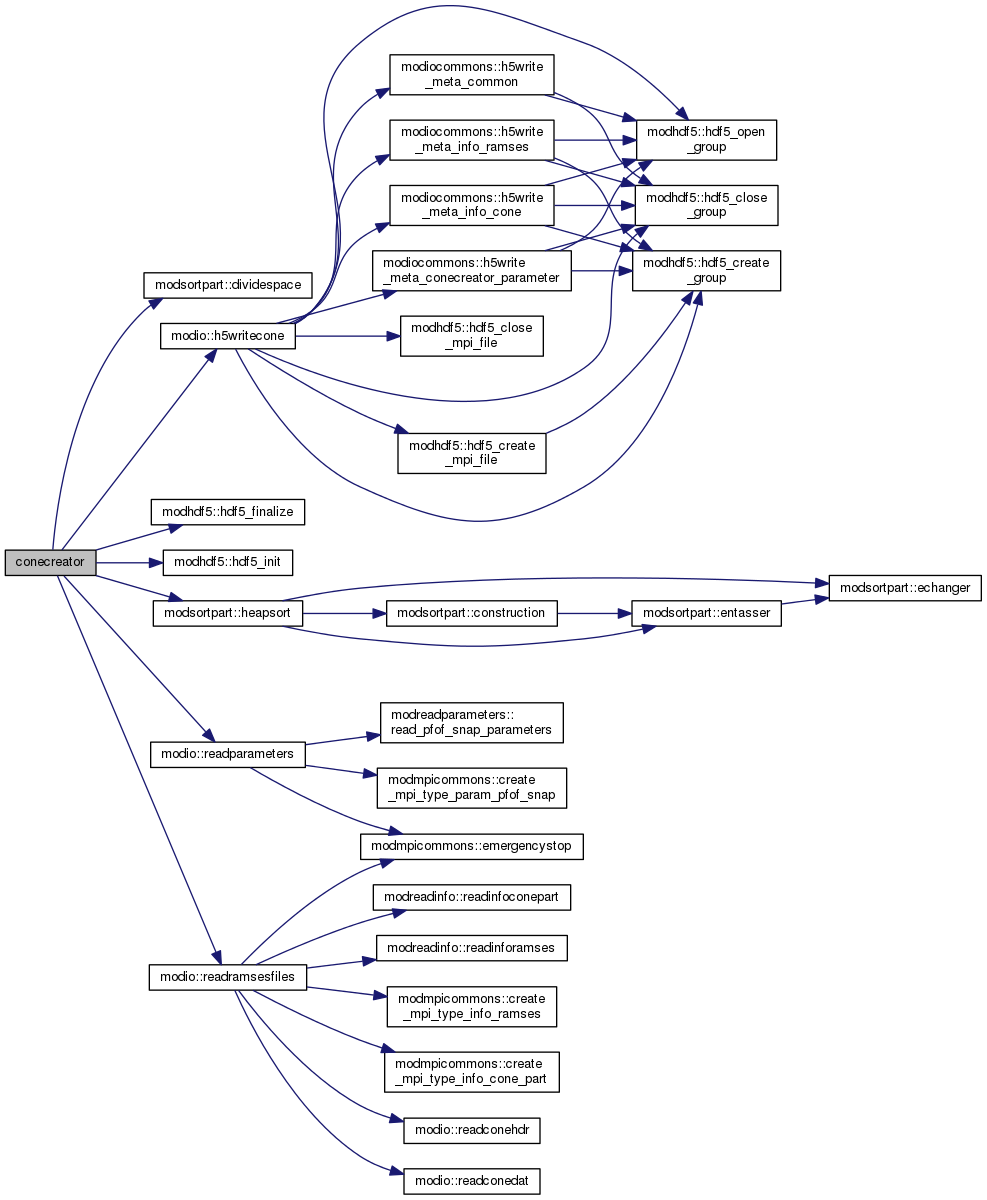 modiocommons::h5write
_meta_common
modiocommons::h5write
_meta_info_ramses
modiocommons::h5write
_meta_info_cone
modiocommons::h5write
_meta_conecreator_parameter
modhdf5::hdf5_open
_group
modhdf5::hdf5_close
_group
modhdf5::hdf5_create
_group
modsortpart::dividespace
modio::h5writecone
modhdf5::hdf5_close
_mpi_file
modhdf5::hdf5_create
_mpi_file
modhdf5::hdf5_finalize
conecreator
modhdf5::hdf5_init
modsortpart::heapsort
modsortpart::construction
modsortpart::entasser
modsortpart::echanger
modio::readparameters
modreadparameters::
read_pfof_snap_parameters
modmpicommons::create
_mpi_type_param_pfof_snap
modmpicommons::emergencystop
modreadinfo::readinfoconepart
modreadinfo::readinforamses
modio::readramsesfiles
modmpicommons::create
_mpi_type_info_ramses
modmpicommons::create
_mpi_type_info_cone_part
modio::readconehdr
modio::readconedat